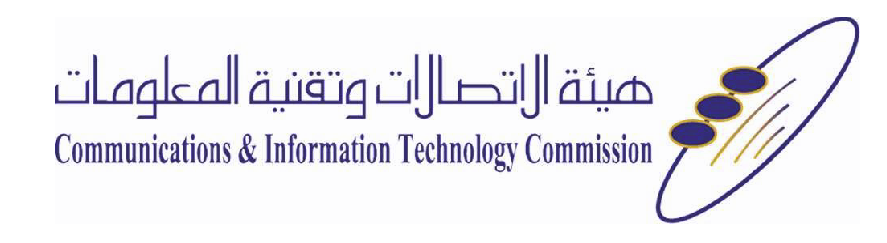 هيئة الاتصالات وتقنية المعلومات
Communications & Information Technology Commission